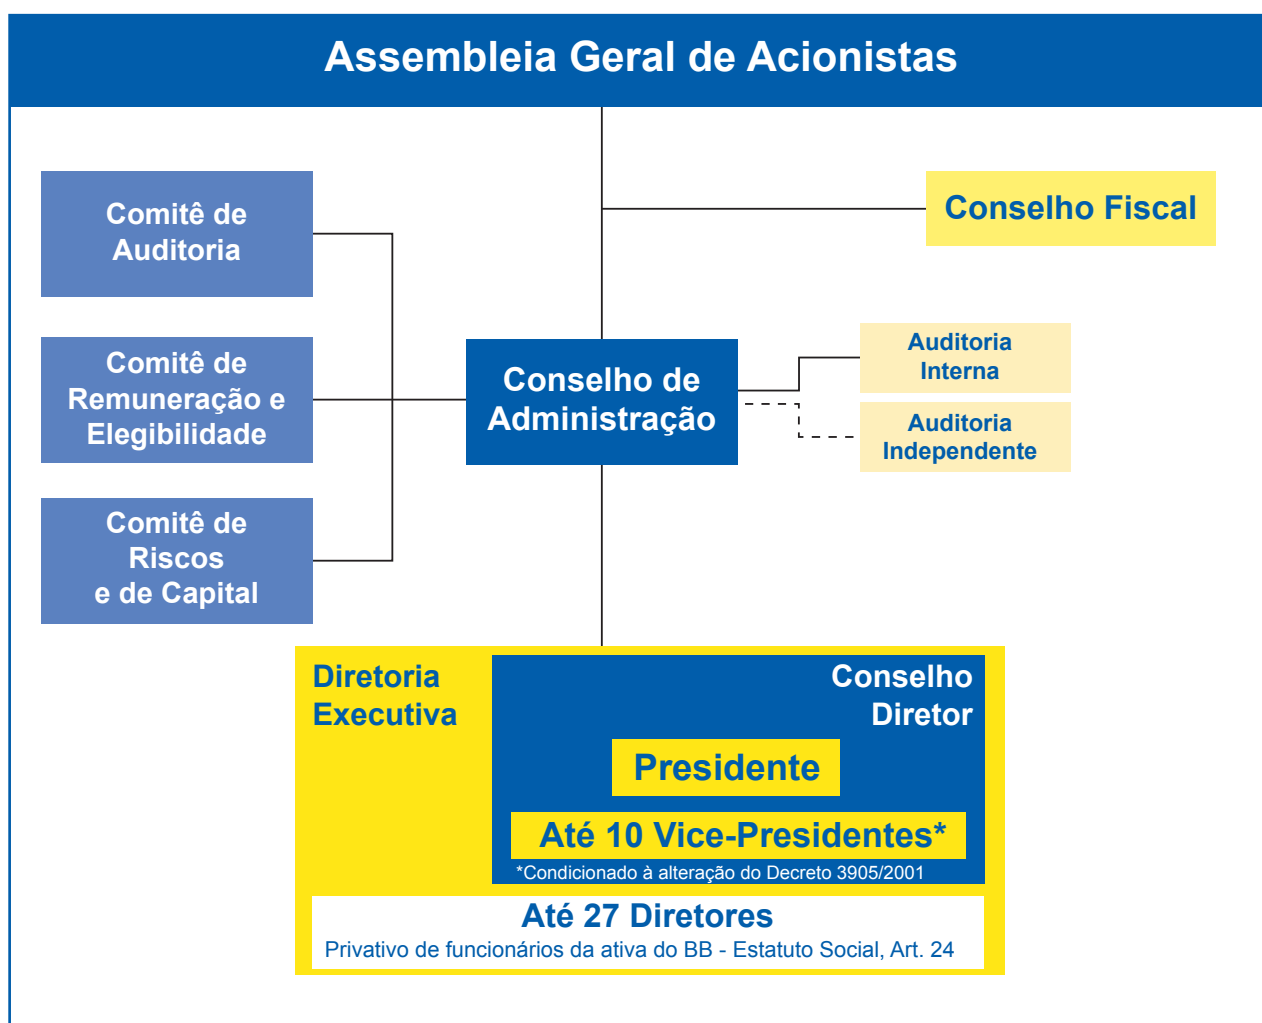 Assembleia Geral de Acionistas
Comitê de
Auditoria
Conselho Fiscal
Comitê de
Remuneração e
Elegibilidade
Conselho de
Administração
Auditoria
Interna
Auditoria
Independente
Comitê de
Riscos
e de Capital
Diretoria
Executiva
Conselho
Diretor
Presidente
Até 10 Vice-Presidentes*
*Condicionado à alteração do Decreto 3905/2001
Até 27 Diretores
Privativo de funcionários da ativa do BB - Estatuto Social, Art. 24